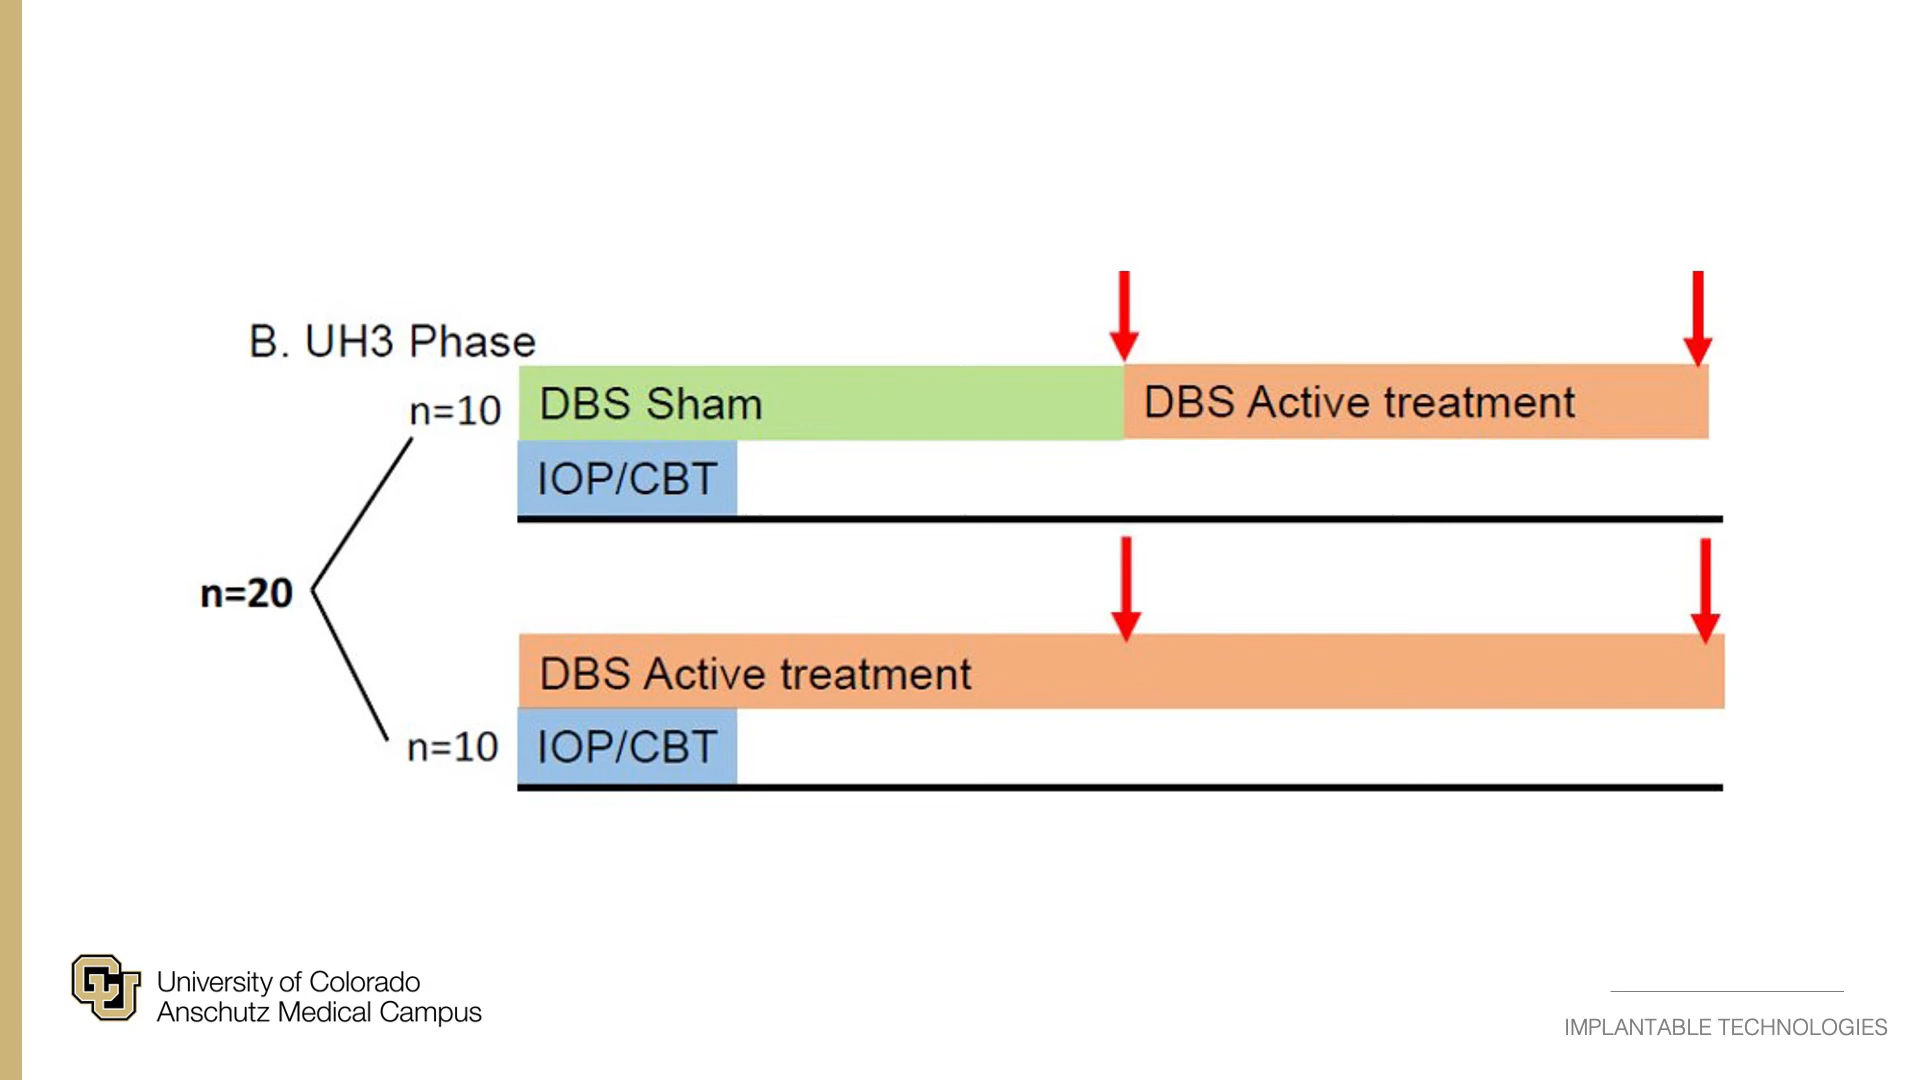 B. UH3 Phase
n=10
DBS Sham
DBS Active treatment
IOP/CBT
n=20
DBS Active treatment
n=10
IOP/CBT
University of Colorado
Anschutz Medical Campus
IMPLANTABLE TECHNOLOGIES